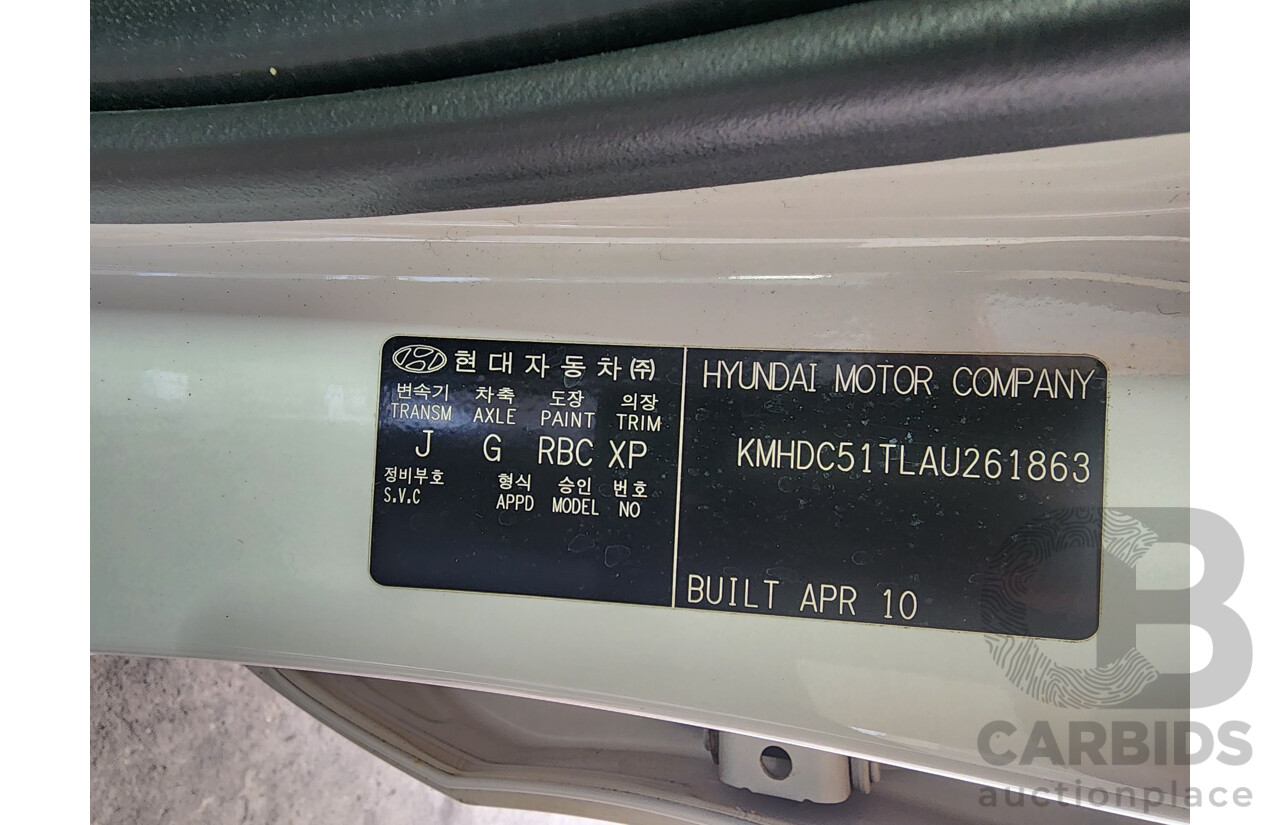 현대자동차㈜
변속기 차축 도장 의장
TRANSM AXLE PAINT TRIM
J G RBC XP
정비부호 형식 승인 번호
S.V.C APPD MODEL NO
HYUNDAI MOTOR COMPANY
KMHDC51TLAU261863
BUILT APR 10
CB
CARBIDS
auctionplace